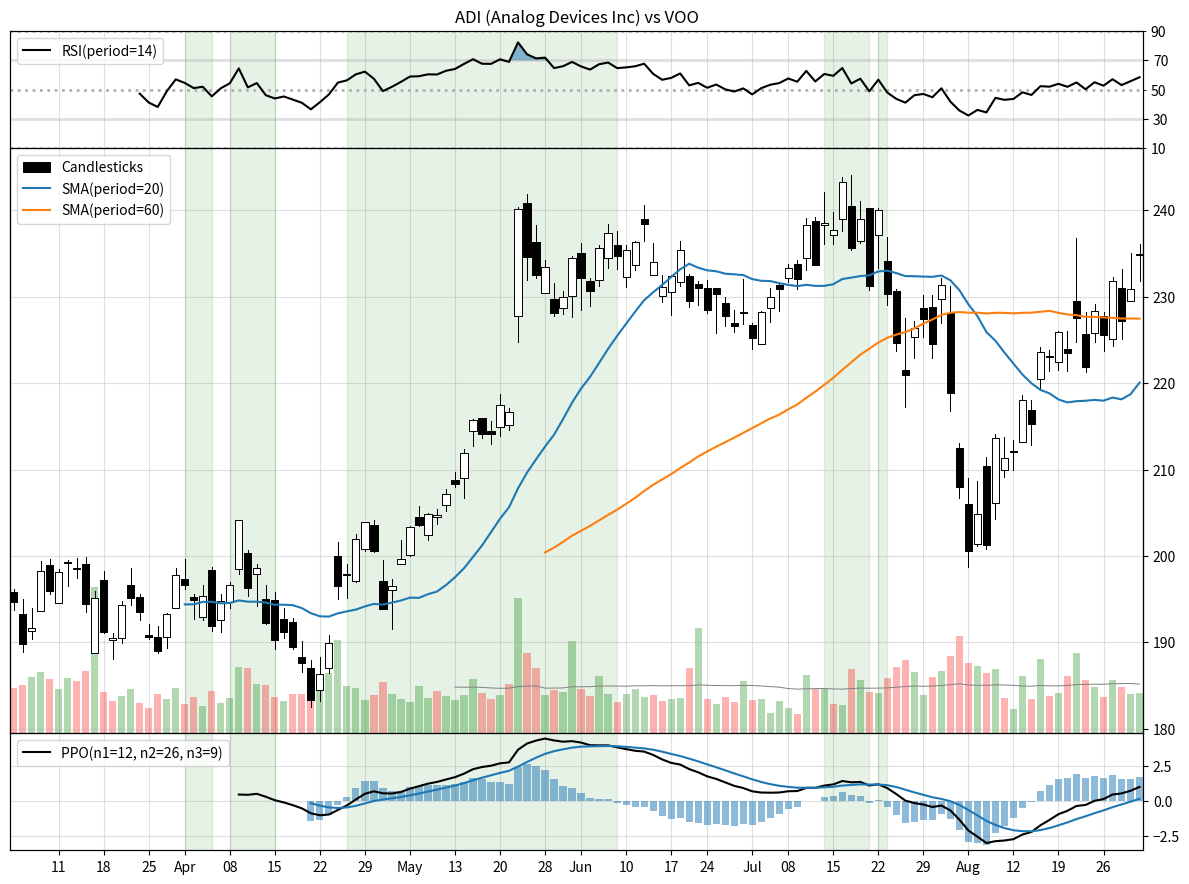 ADI (Analog Devices Inc) vs VOO
RSI(period=14)
90
70
50
30
10
Candlesticks
SMA(period=20)
SMA(period=60)
240
230
220
210
200
190
180
PPO(n1=12, n2=26, n3=9)
2.5
0.0
−2.5
11 18 25 Apr 08 15 22 29 May 13 20 28 Jun 10 17 24 Jul 08 15 22 29 Aug 12 19 26